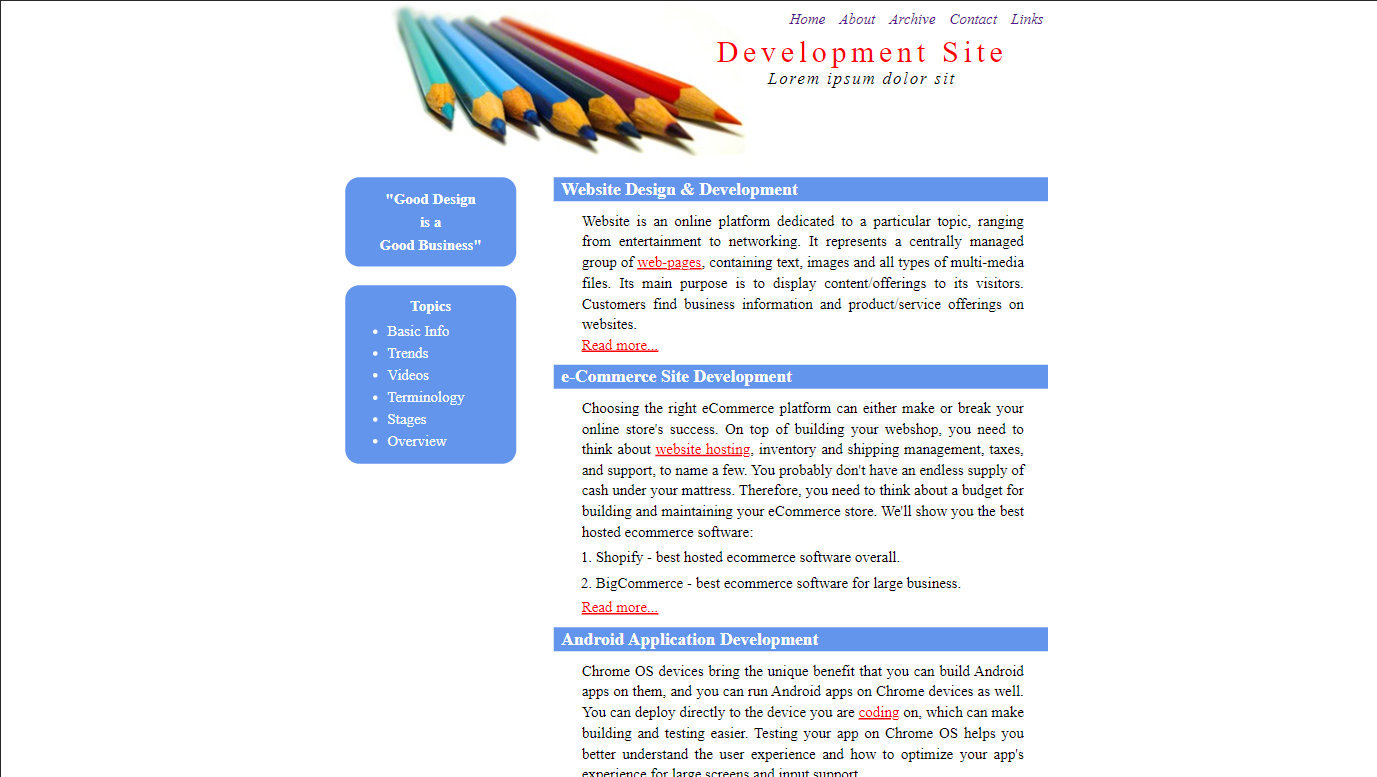 Home About Archive Contact Links
Development Site
Lorem ipsum dolor sit
"Good Design
is a
Good Business"
Topics
• Basic Info
• Trends
• Videos
• Terminology
• Stages
• Overview
Website Design & Development
Website is an online platform dedicated to a particular topic, ranging
from entertainment to networking. It represents a centrally managed
group of web-pages, containing text, images and all types of multi-media
files. Its main purpose is to display content/offerings to its visitors.
Customers find business information and product/service offerings on
websites.
Read more...
e-Commerce Site Development
Choosing the right eCommerce platform can either make or break your
online store's success. On top of building your webshop, you need to
think about website hosting, inventory and shipping management, taxes,
and support, to name a few. You probably don't have an endless supply of
cash under your mattress. Therefore, you need to think about a budget for
building and maintaining your eCommerce store. We'll show you the best
hosted ecommerce software:
1. Shopify - best hosted ecommerce software overall.
2. BigCommerce - best ecommerce software for large business.
Read more...
Android Application Development
Chrome OS devices bring the unique benefit that you can build Android
apps on them, and you can run Android apps on Chrome devices as well.
You can deploy directly to the device you are coding on, which can make
building and testing easier. Testing your app on Chrome OS helps you
better understand the user experience and how to optimize your app's
experience for large screens and input support